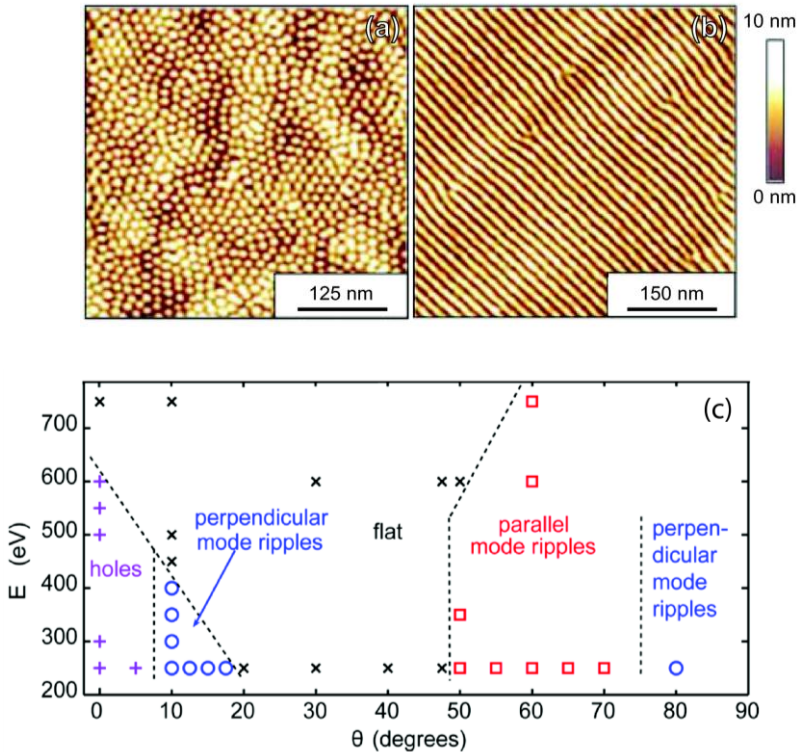 (a)
(b)
10 nm
0 nm
125 nm
150 nm
(c)
700
600
500
400
300
200
E (eV)
perpendicular
mode ripples
holes
flat
parallel
mode ripples
perpen-
dicular
mode
ripples
0
10
20
30
40
50
60
70
80
90
θ (degrees)